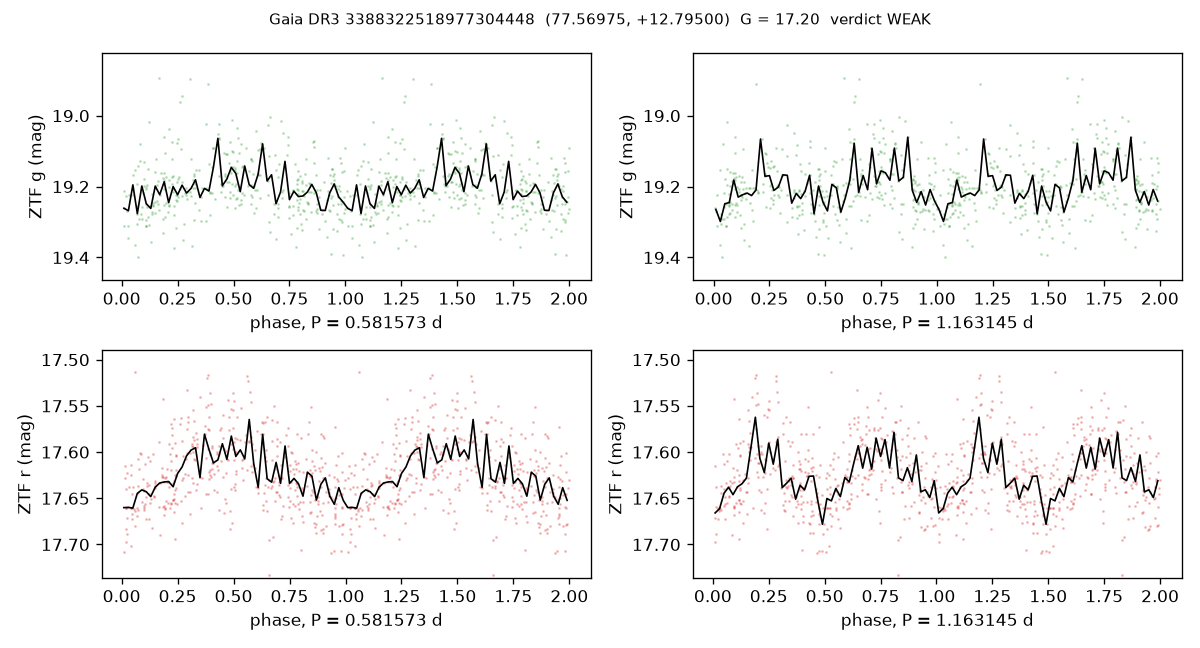 Gaia DR3 3388322518977304448  (77.56975, +12.79500)  G = 17.20  verdict WEAK
ZTF g (mag)
19.0
19.2
19.4
0.00 0.25 0.50 0.75 1.00 1.25 1.50 1.75 2.00
phase, P = 0.581573 d
ZTF g (mag)
19.0
19.2
19.4
0.00 0.25 0.50 0.75 1.00 1.25 1.50 1.75 2.00
phase, P = 1.163145 d
ZTF r (mag)
17.50
17.55
17.60
17.65
17.70
0.00 0.25 0.50 0.75 1.00 1.25 1.50 1.75 2.00
phase, P = 0.581573 d
ZTF r (mag)
17.50
17.55
17.60
17.65
17.70
0.00 0.25 0.50 0.75 1.00 1.25 1.50 1.75 2.00
phase, P = 1.163145 d